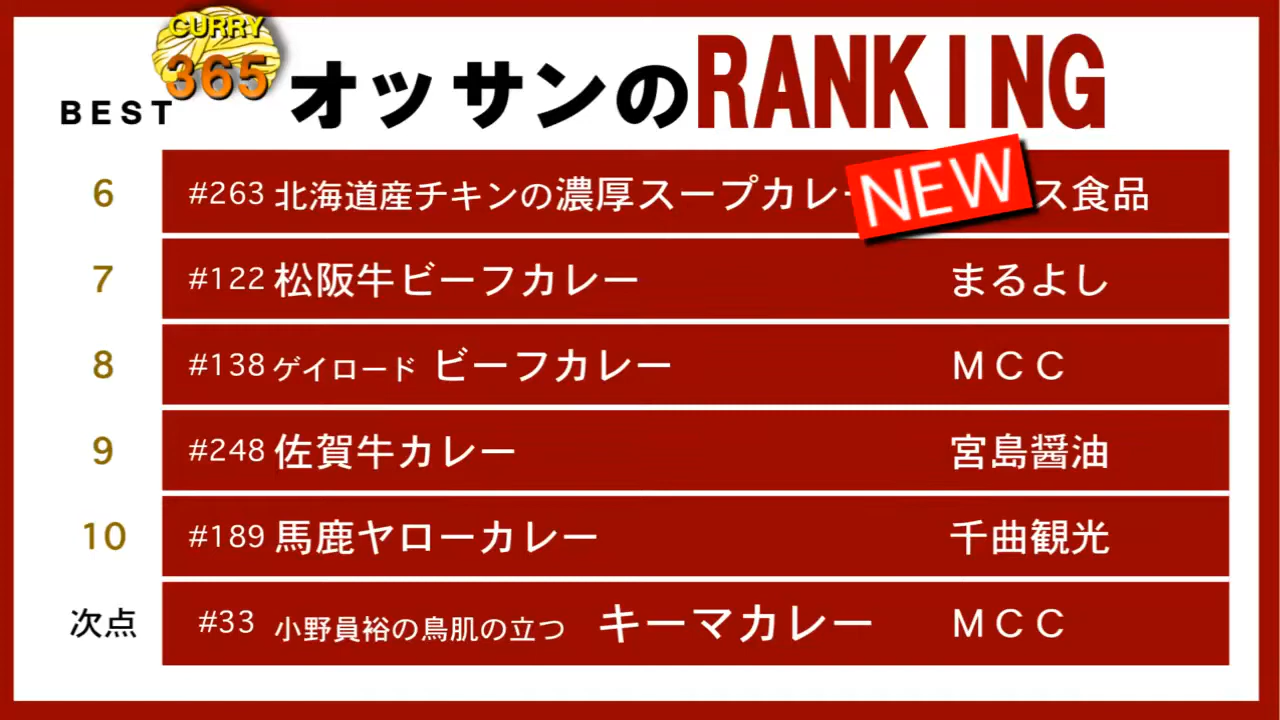 CURRY
365
BEST
オッサンのRANKING
NEW
6 #263 北海道産チキンの濃厚スープカレー ス食品
7 #122 松阪牛ビーフカレー まるよし
8 #138 ゲイロード ビーフカレー MCC
9 #248 佐賀牛カレー 宮島醤油
10 #189 馬鹿ヤローカレー 千曲観光
次点 #33 小野員裕の鳥肌の立つ キーマカレー MCC